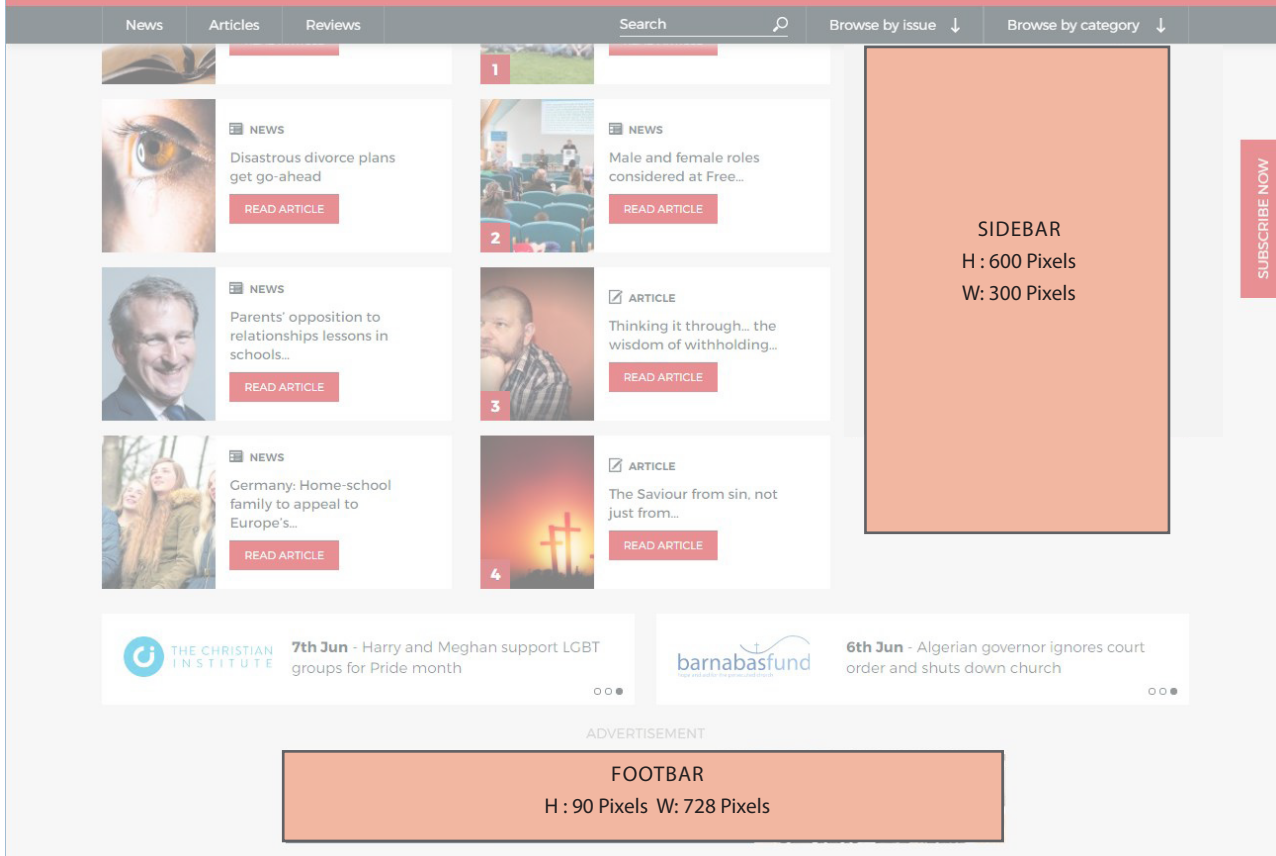 News Articles Reviews Search Browse by issue ↓ Browse by category ↓
NEWS
Disastrous divorce plans
get go-ahead
READ ARTICLE
NEWS
Parents’ opposition to
relationships lessons in
schools...
READ ARTICLE
NEWS
Germany: Home-school
family to appeal to
Europe’s...
READ ARTICLE
1
2
NEWS
Male and female roles
considered at Free...
READ ARTICLE
3
ARTICLE
Thinking it through... the
wisdom of withholding...
READ ARTICLE
4
ARTICLE
The Saviour from sin, not
just from...
READ ARTICLE
SIDEBAR
H : 600 Pixels
W: 300 Pixels
SUBSCRIBE NOW
THE CHRISTIAN
INSTITUTE
7th Jun - Harry and Meghan support LGBT
groups for Pride month
barnabasfund
6th Jun - Algerian governor ignores court
order and shuts down church
ADVERTISEMENT
FOOTBAR
H : 90 Pixels W: 728 Pixels